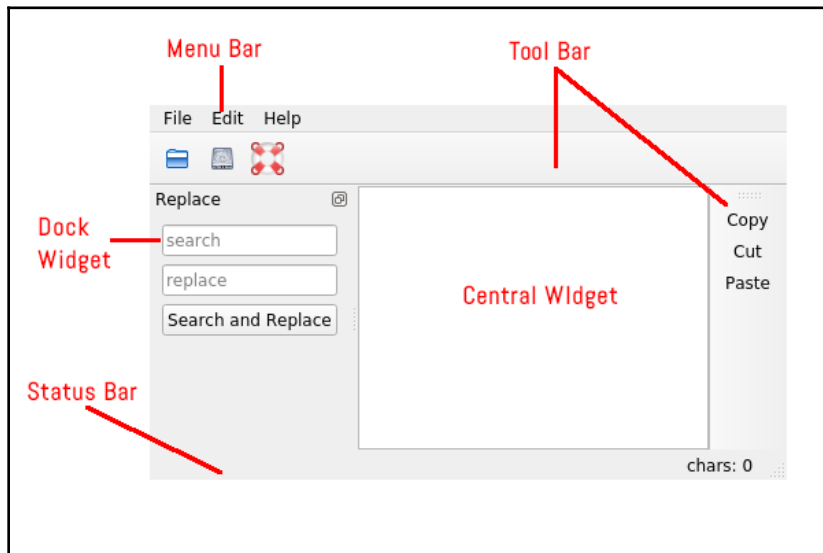 Menu Bar
Tool Bar
File Edit Help
Replace
Copy
Dock
Widget
search
Cut
replace
Paste
Central WIdget
Search and Replace
Status Bar
chars: 0